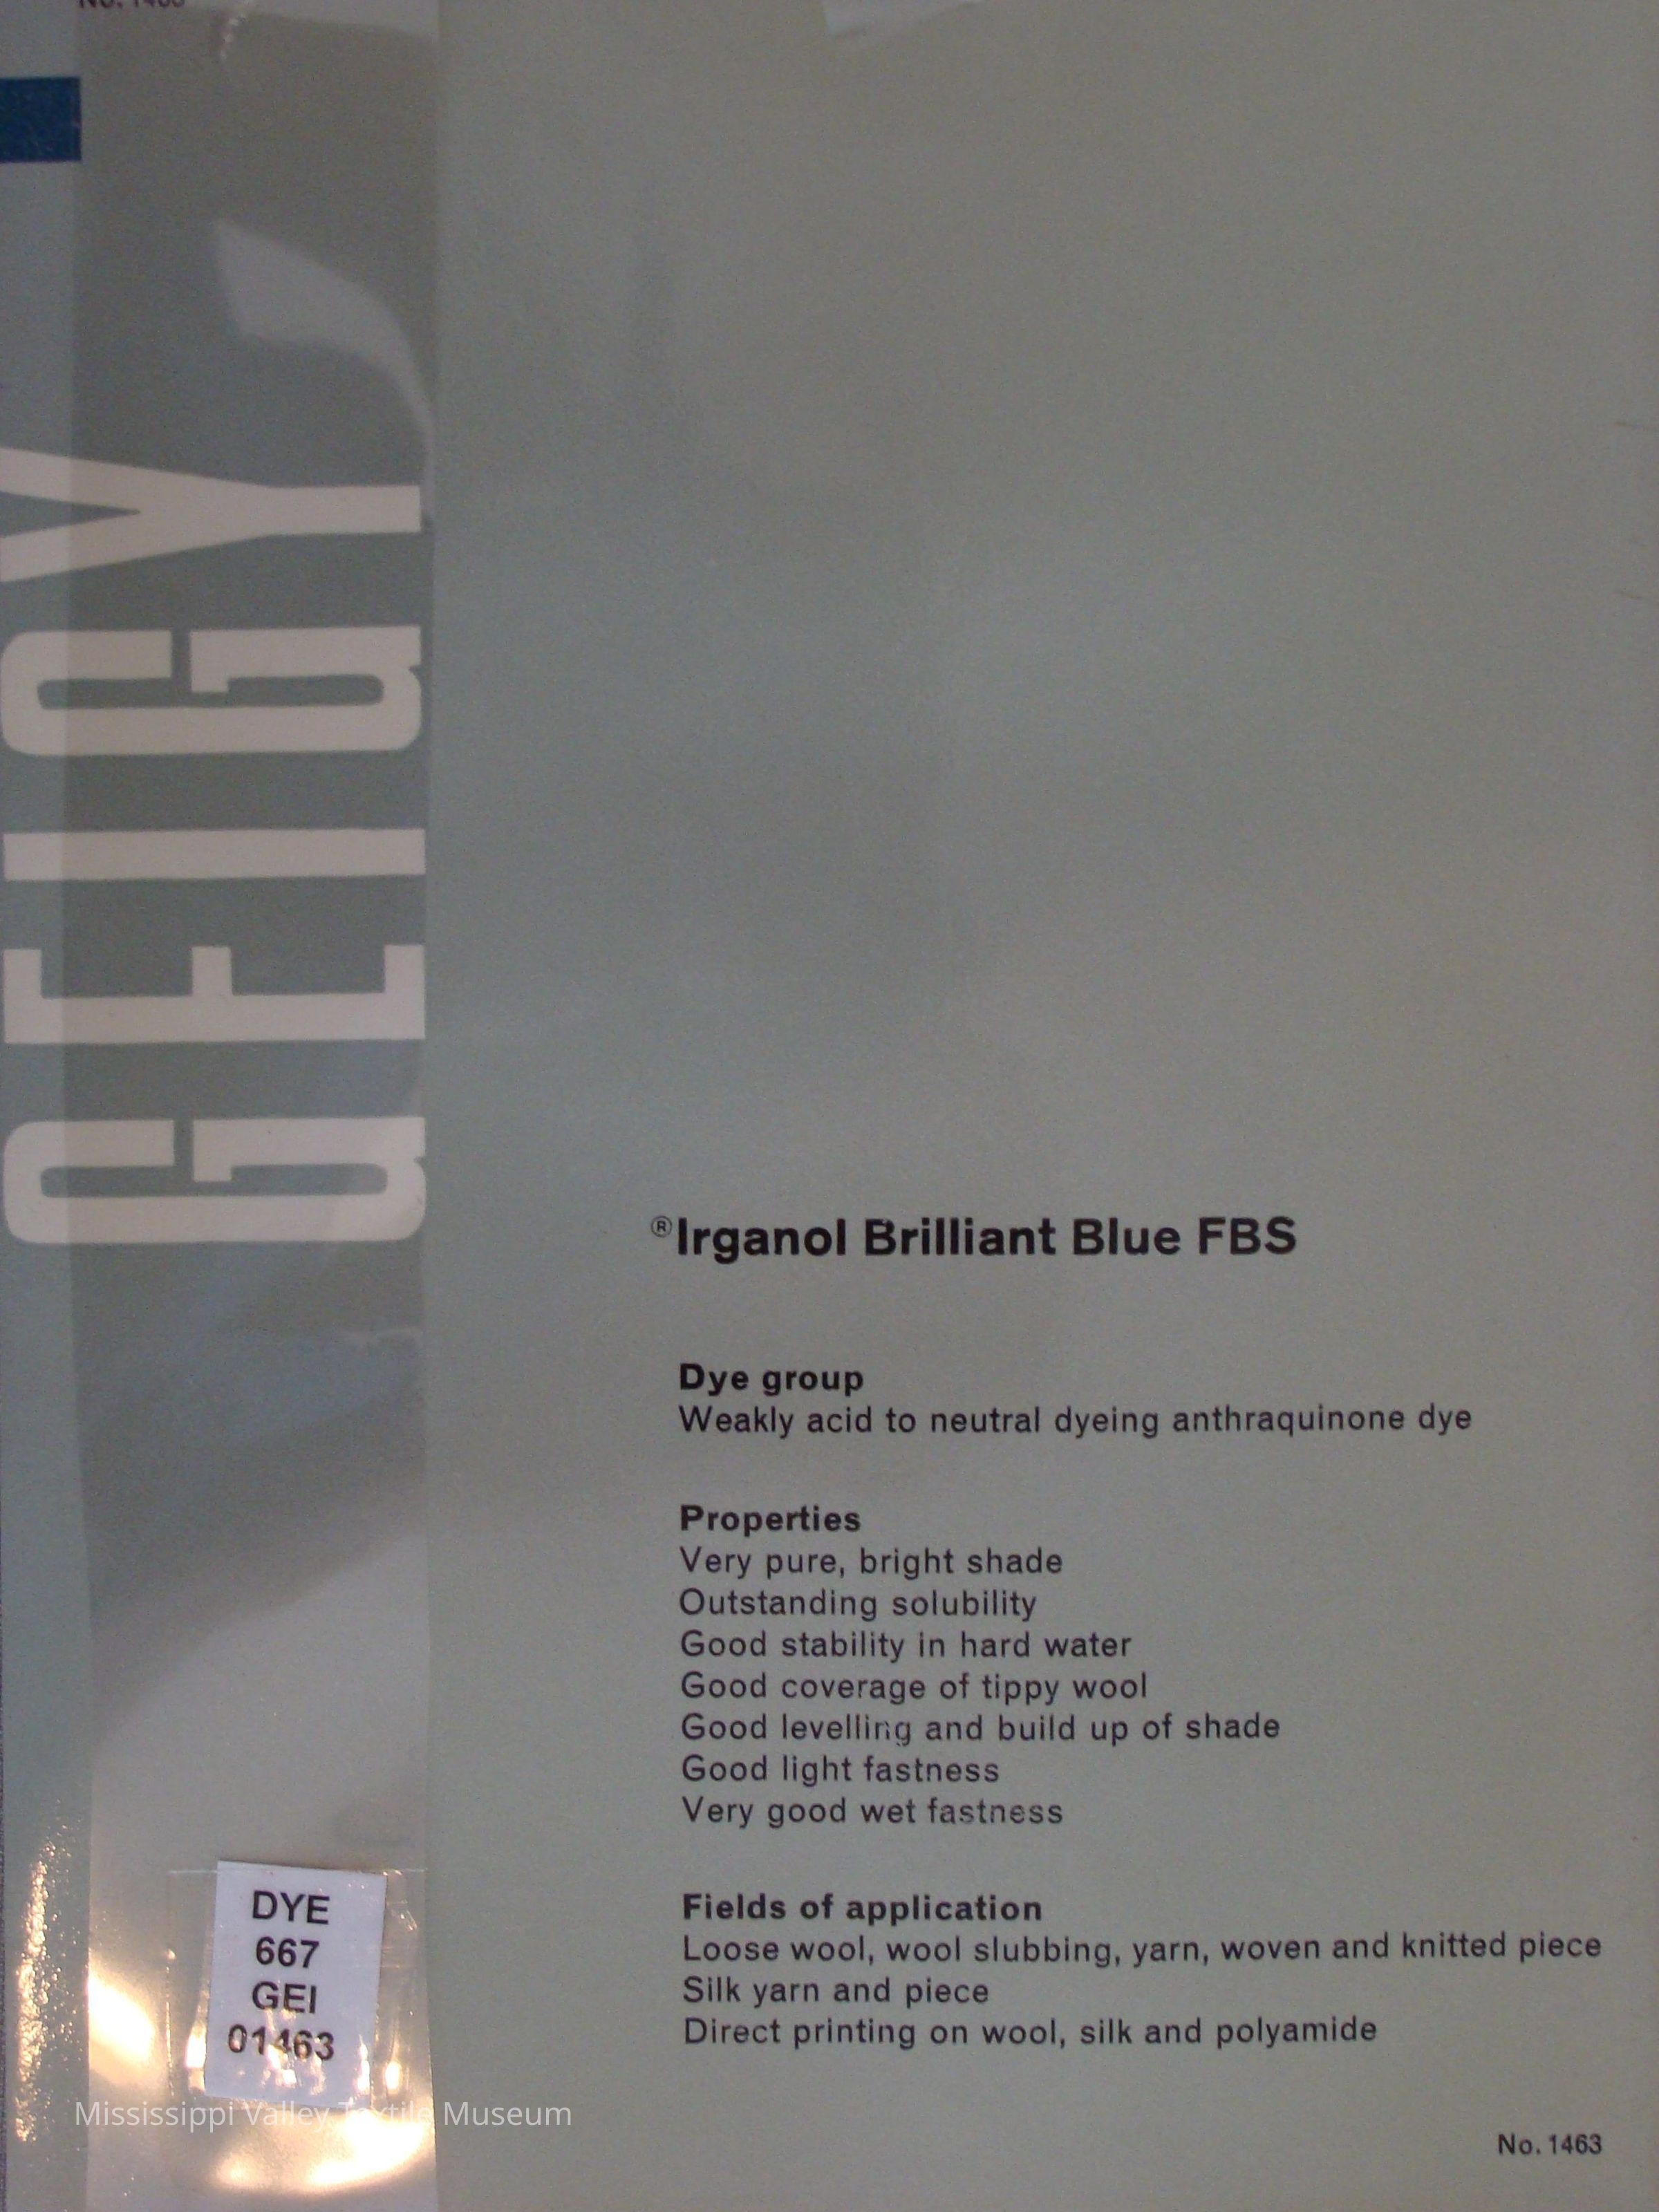 GEIGY
®Irganol Brilliant Blue FBS
Dye group
Weakly acid to neutral dyeing anthraquinone dye
Properties
Very pure, bright shade
Outstanding solubility
Good stability in hard water
Good coverage of tippy wool
Good levelling and build up of shade
Good light fastness
Very good wet fastness
Fields of application
Loose wool, wool slubbing, yarn, woven and knitted piece
Silk yarn and piece
Direct printing on wool, silk and polyamide
No. 1463
DYE
667
GEI
01463
Mississippi Valley Textile Museum